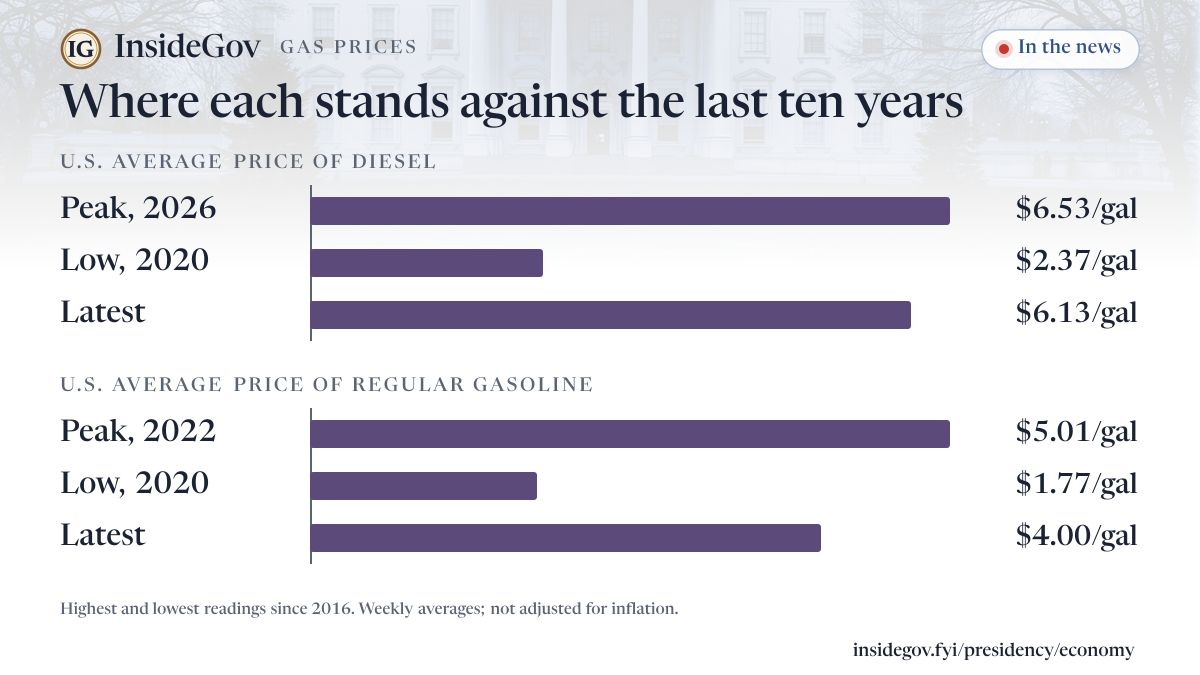 IG InsideGov GAS PRICES
In the news
Where each stands against the last ten years
U.S. AVERAGE PRICE OF DIESEL
Peak, 2026 $6.53/gal
Low, 2020 $2.37/gal
Latest $6.13/gal
U.S. AVERAGE PRICE OF REGULAR GASOLINE
Peak, 2022 $5.01/gal
Low, 2020 $1.77/gal
Latest $4.00/gal
Highest and lowest readings since 2016. Weekly averages; not adjusted for inflation.
insidegov.fyi/presidency/economy